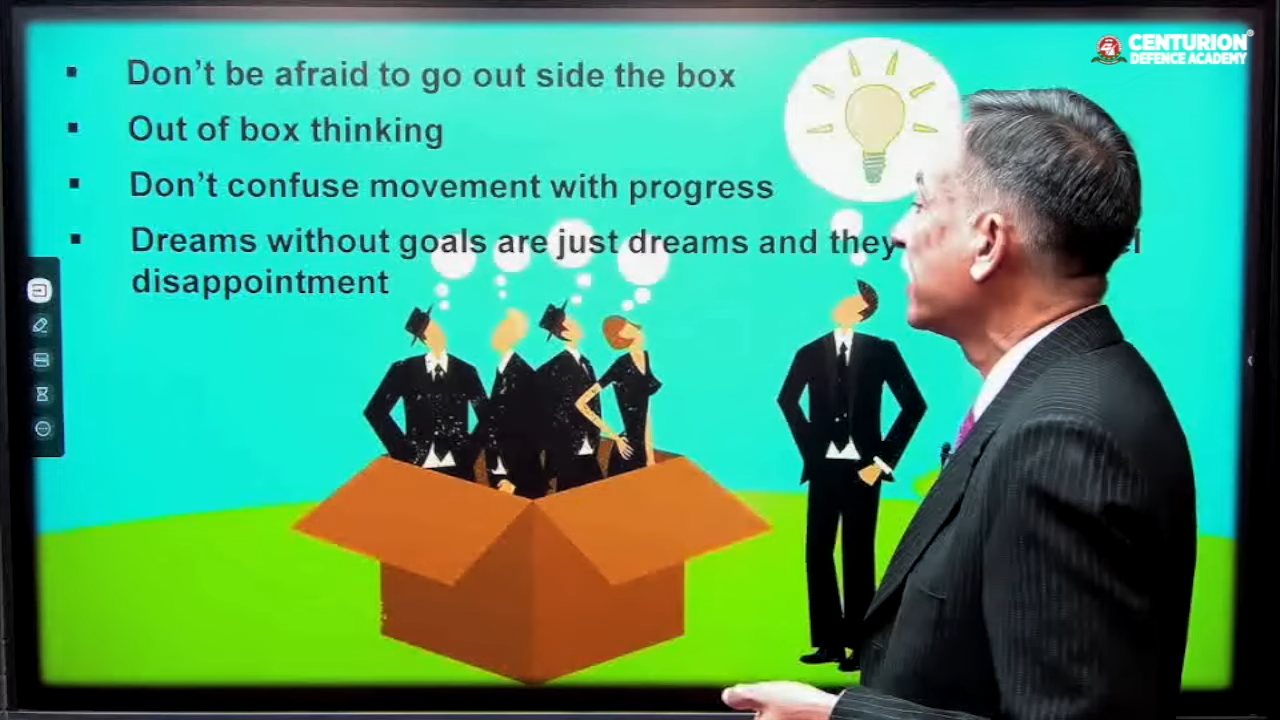 CENTURION
DEFENCE ACADEMY
Don't be afraid to go out side the box
Out of box thinking
Don't confuse movement with progress
Dreams without goals are just dreams and they
disappointment